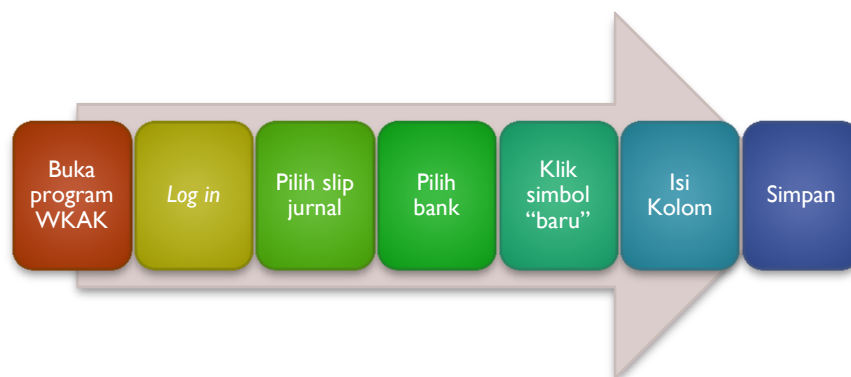 Buka
program
WKAK
Log in
Pilih slip
jurnal
Pilih
bank
Klik
simbol
“baru”
Isi
Kolom
Simpan